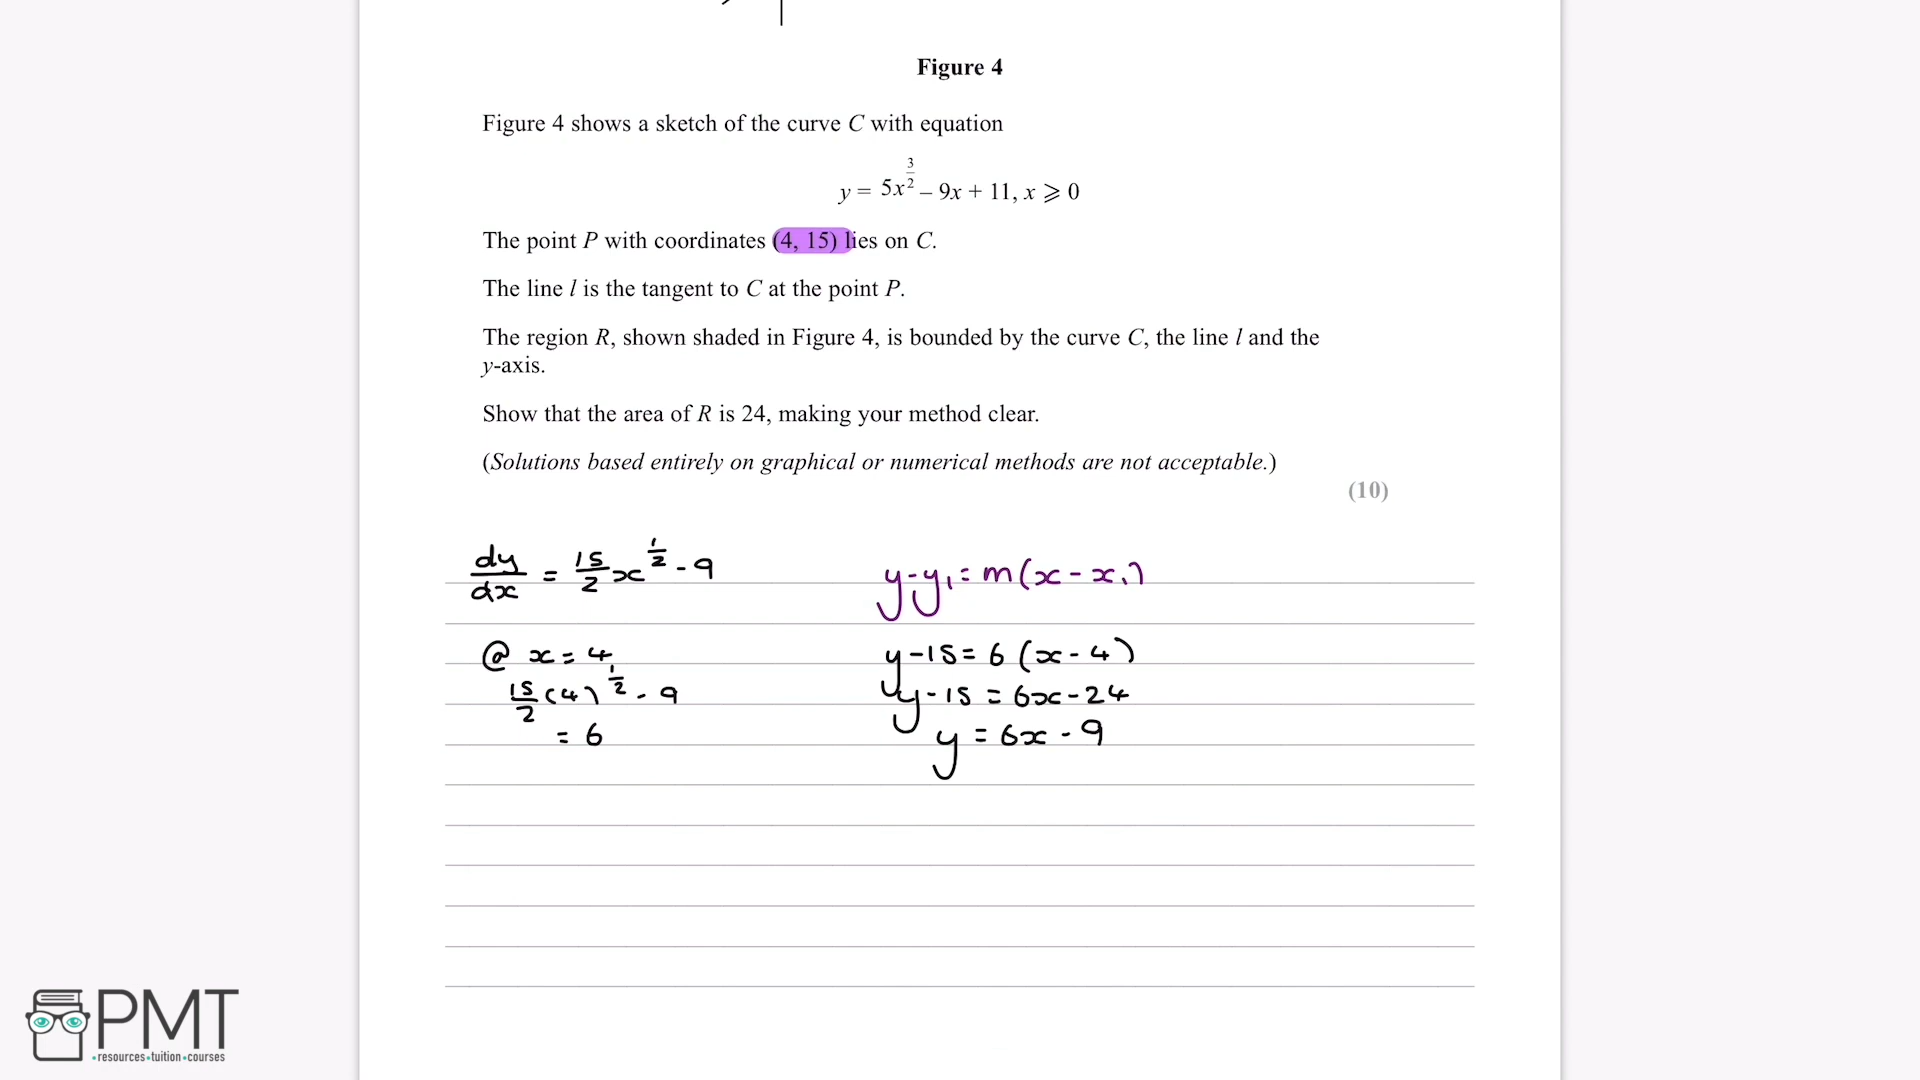 Figure 4
Figure 4 shows a sketch of the curve C with equation
y = 5x^(3/2) – 9x + 11, x ⩾ 0
The point P with coordinates (4, 15) lies on C.
The line l is the tangent to C at the point P.
The region R, shown shaded in Figure 4, is bounded by the curve C, the line l and the
y-axis.
Show that the area of R is 24, making your method clear.
(Solutions based entirely on graphical or numerical methods are not acceptable.)
(10)
dy/dx = 15/2 x^(1/2) - 9
@ x = 4
15/2 (4)^(1/2) - 9
= 6
y - y₁ = m(x - x₁)
y - 15 = 6 (x - 4)
y - 15 = 6x - 24
y = 6x - 9
PMT
•resources•tuition•courses